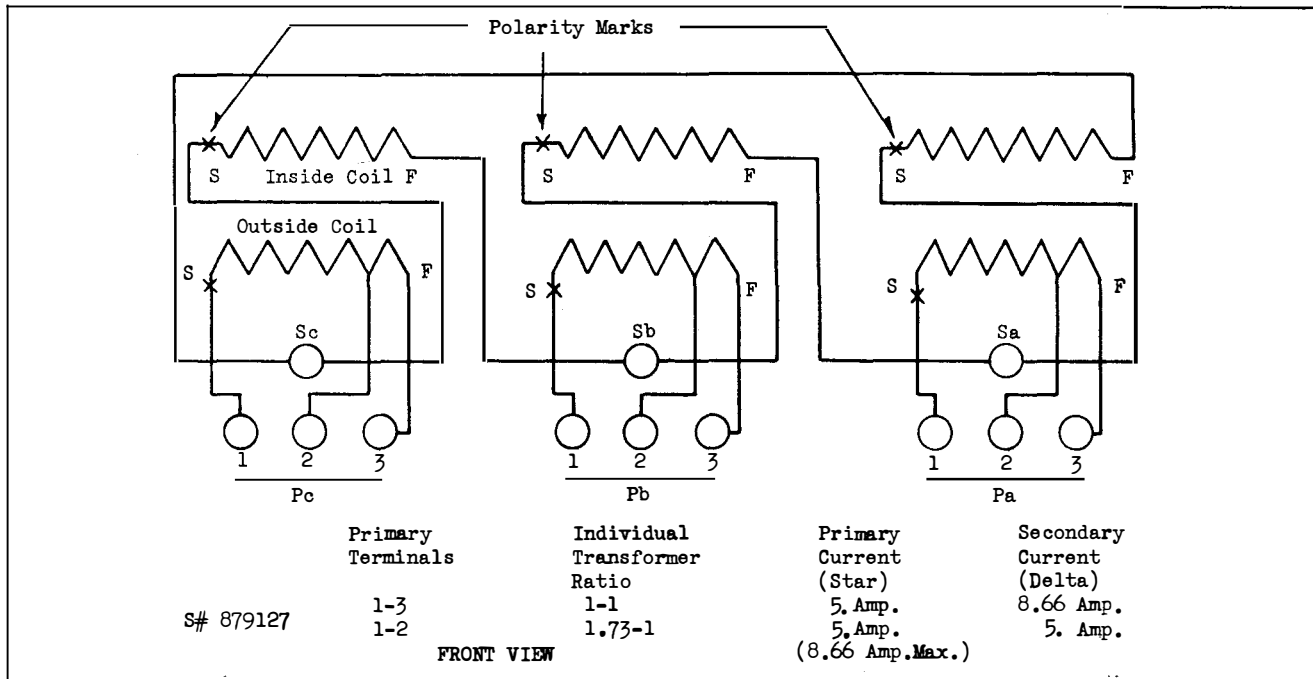 Polarity Marks
S Inside Coil F S F S F
Outside Coil
S F S F S F
Sc Sb Sa
1 2 3 1 2 3 1 2 3
Pc Pb Pa
Primary Individual Primary Secondary
Terminals Transformer Current Current
Ratio (Star) (Delta)
S# 879127 1-3 1-1 5. Amp. 8.66 Amp.
1-2 1.73-1 5. Amp. 5. Amp.
FRONT VIEW (8.66 Amp.Max.)